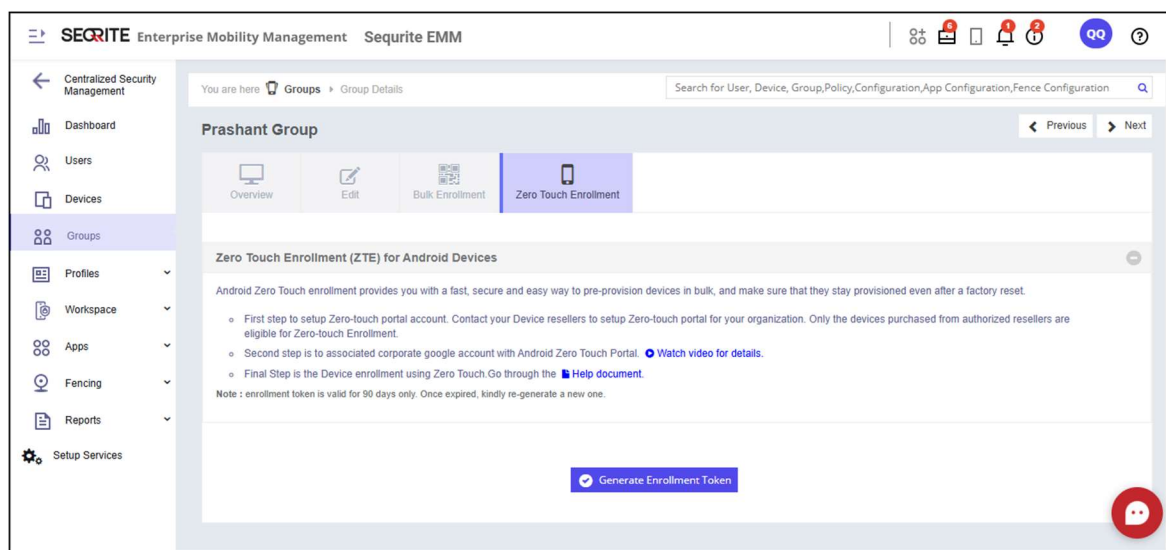 SEQRITE Enterprise Mobility Management Sequrite EMM
6
1
2
QQ
Centralized Security
Management
Dashboard
Users
Devices
Groups
Profiles
Workspace
Apps
Fencing
Reports
Setup Services
You are here Groups Group Details
Search for User, Device, Group,Policy,Configuration,App Configuration,Fence Configuration
Prashant Group
Previous
Next
Overview
Edit
Bulk Enrollment
Zero Touch Enrollment
Zero Touch Enrollment (ZTE) for Android Devices
Android Zero Touch enrollment provides you with a fast, secure and easy way to pre-provision devices in bulk, and make sure that they stay provisioned even after a factory reset.
First step to setup Zero-touch portal account. Contact your Device resellers to setup Zero-touch portal for your organization. Only the devices purchased from authorized resellers are
eligible for Zero-touch Enrollment.
Second step is to associated corporate google account with Android Zero Touch Portal. Watch video for details.
Final Step is the Device enrollment using Zero Touch.Go through the Help document.
Note : enrollment token is valid for 90 days only. Once expired, kindly re-generate a new one.
Generate Enrollment Token